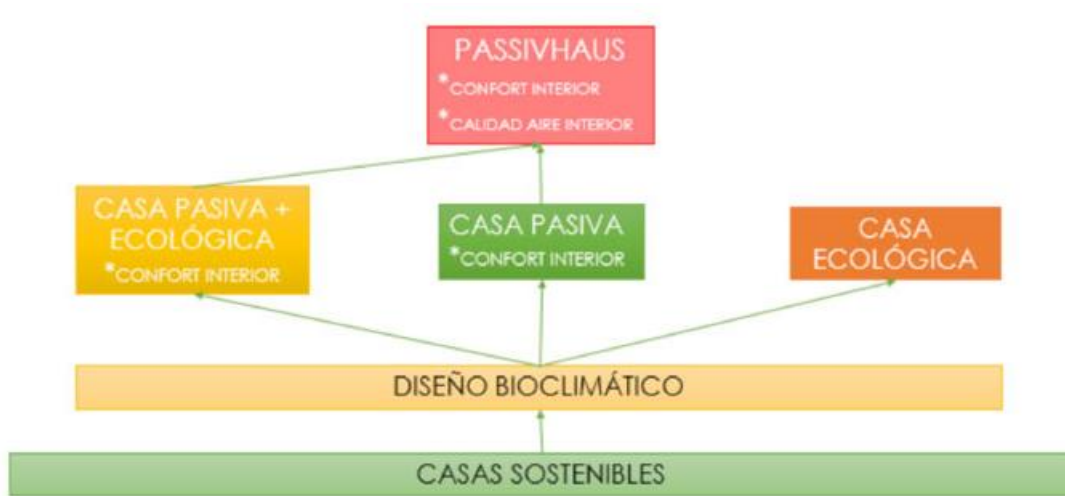 PASSIVHAUS
*CONFORT INTERIOR
*CALIDAD AIRE INTERIOR
CASA PASIVA +
ECOLÓGICA
*CONFORT INTERIOR
CASA PASIVA
*CONFORT INTERIOR
CASA
ECOLÓGICA
DISEÑO BIOCLIMÁTICO
CASAS SOSTENIBLES